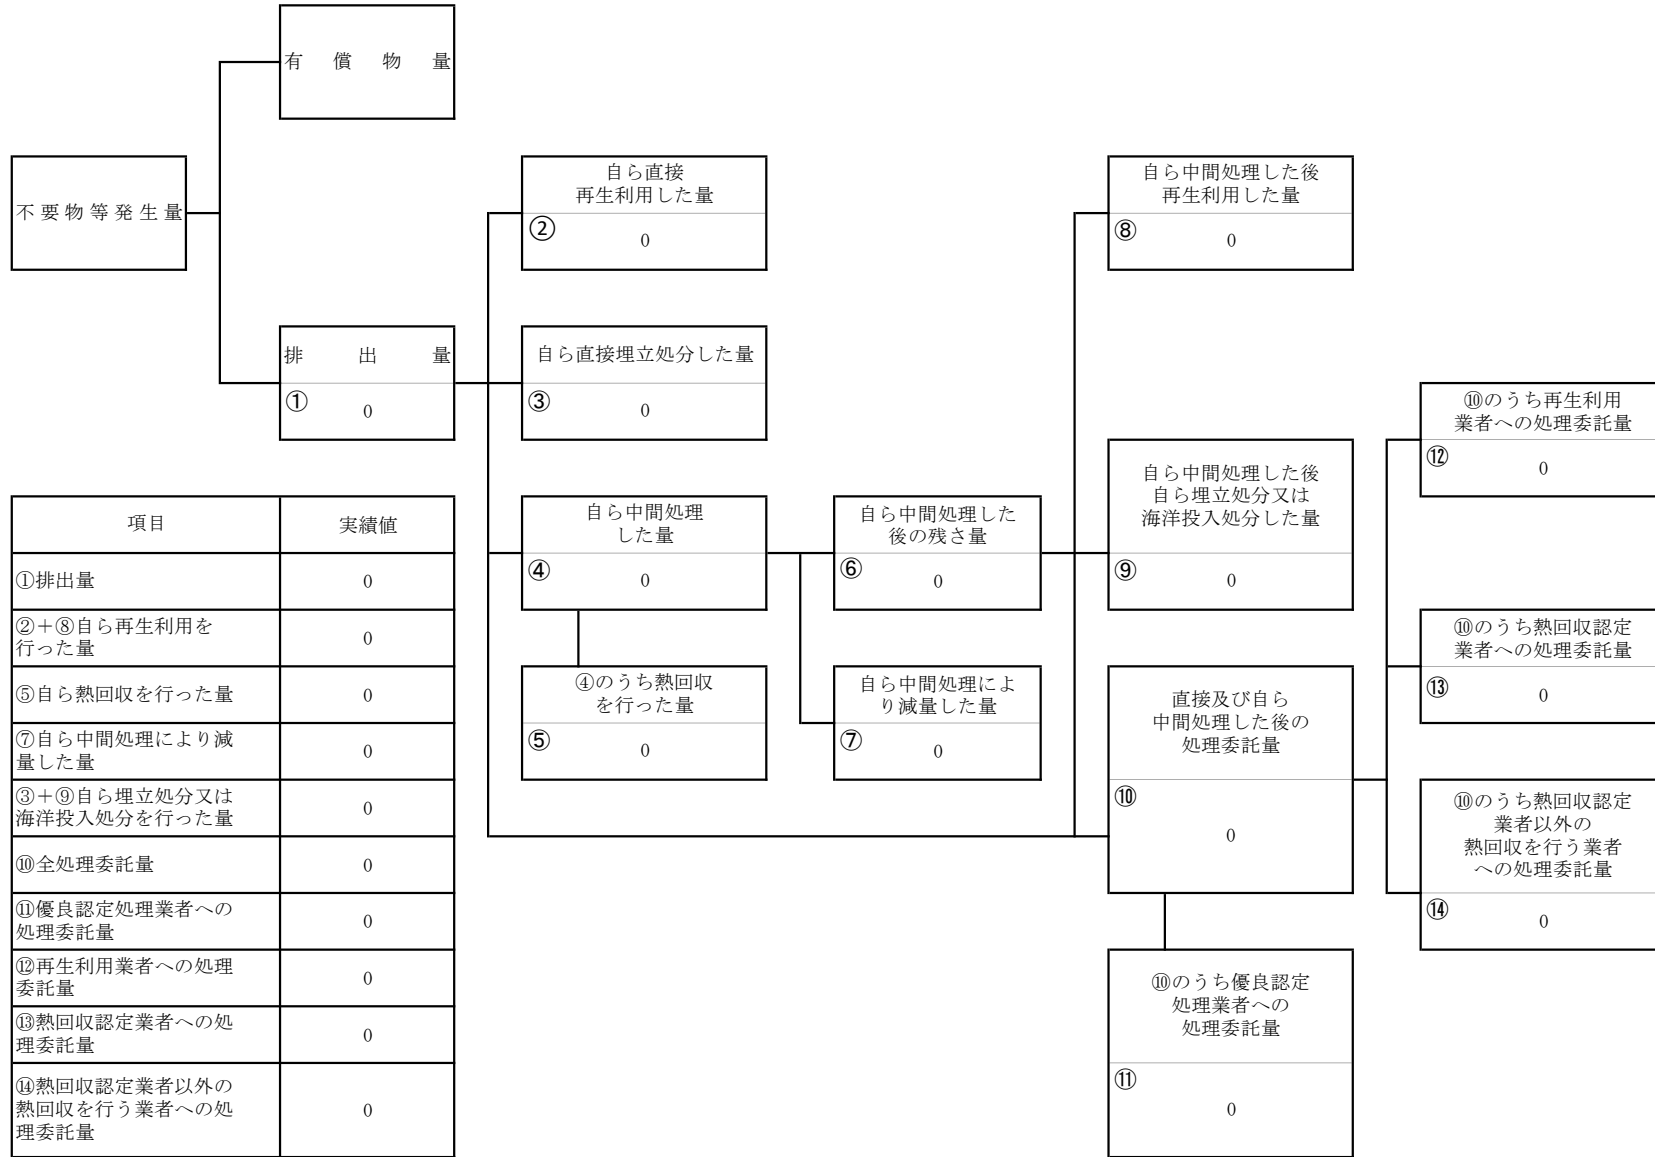 有償物量
不要物等発生量
排出量
①
0
自ら直接
再生利用した量
②
0
自ら直接埋立処分した量
③
0
自ら中間処理
した量
④
0
④のうち熱回収
を行った量
⑤
0
自ら中間処理した
後の残さ量
⑥
0
自ら中間処理によ
り減量した量
⑦
0
自ら中間処理した後
再生利用した量
⑧
0
自ら中間処理した後
自ら埋立処分又は
海洋投入処分した量
⑨
0
直接及び自ら
中間処理した後の
処理委託量
⑩
0
⑩のうち優良認定
処理業者への
処理委託量
⑪
0
⑩のうち再生利用
業者への処理委託量
⑫
0
⑩のうち熱回収認定
業者への処理委託量
⑬
0
⑩のうち熱回収認定
業者以外の
熱回収を行う業者
への処理委託量
⑭
0
項目 実績値
①排出量 0
②+⑧自ら再生利用を
行った量 0
⑤自ら熱回収を行った量 0
⑦自ら中間処理により減
量した量 0
③+⑨自ら埋立処分又は
海洋投入処分を行った量 0
⑩全処理委託量 0
⑪優良認定処理業者への
処理委託量 0
⑫再生利用業者への処理
委託量 0
⑬熱回収認定業者への処
理委託量 0
⑭熱回収認定業者以外の
熱回収を行う業者への処
理委託量 0